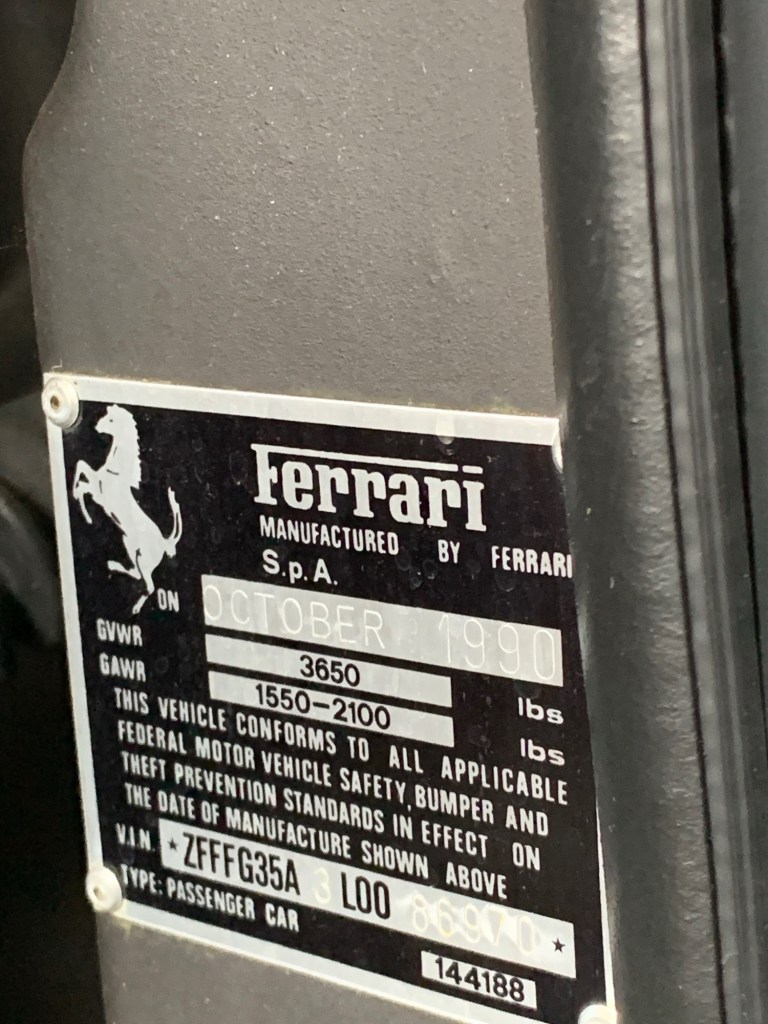 Ferrari
MANUFACTURED BY FERRARI
S.p.A.
ON OCTOBER 1990
GVWR 3650 lbs
GAWR 1550-2100 lbs
THIS VEHICLE CONFORMS TO ALL APPLICABLE
FEDERAL MOTOR VEHICLE SAFETY, BUMPER AND
THEFT PREVENTION STANDARDS IN EFFECT ON
THE DATE OF MANUFACTURE SHOWN ABOVE
V.I.N. *ZFFFG35A 3 L00 86970 *
TYPE: PASSENGER CAR
144188